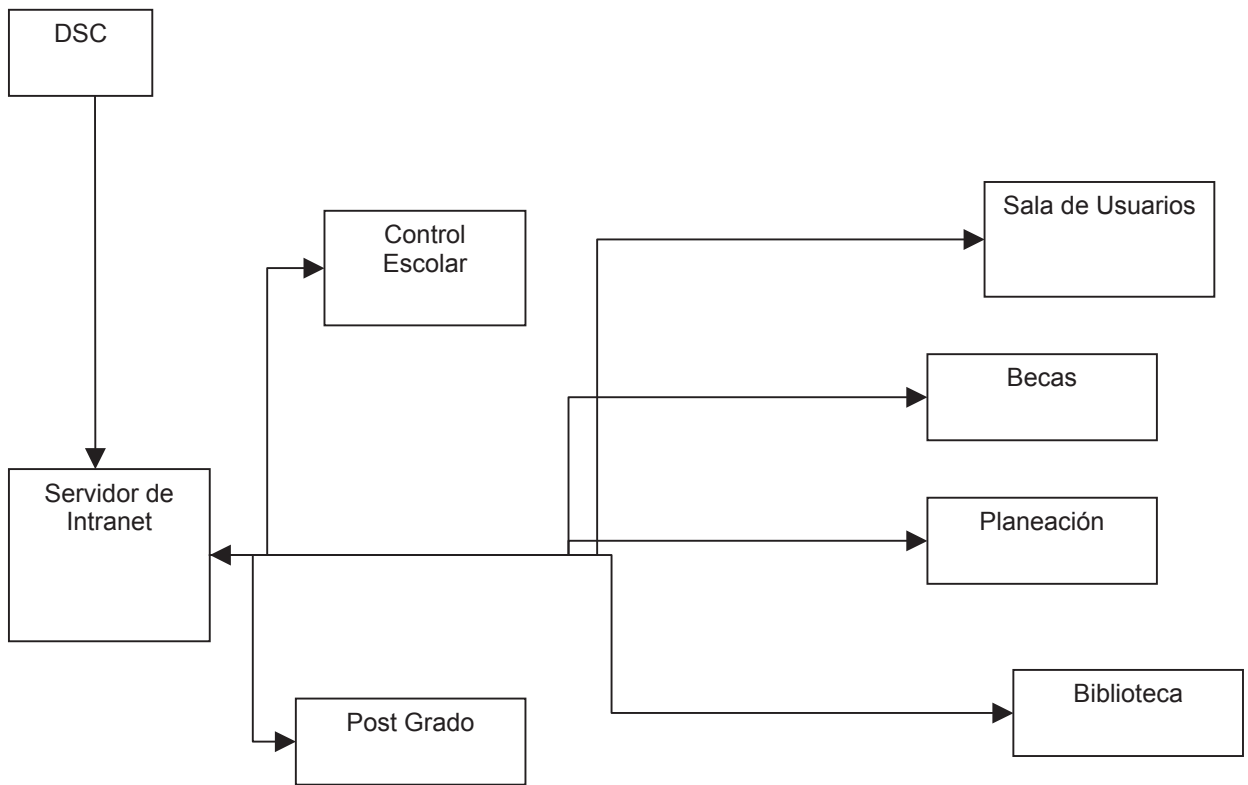 DSC
Sala de Usuarios
Control
Escolar
Becas
Servidor de
Intranet
Planeación
Biblioteca
Post Grado